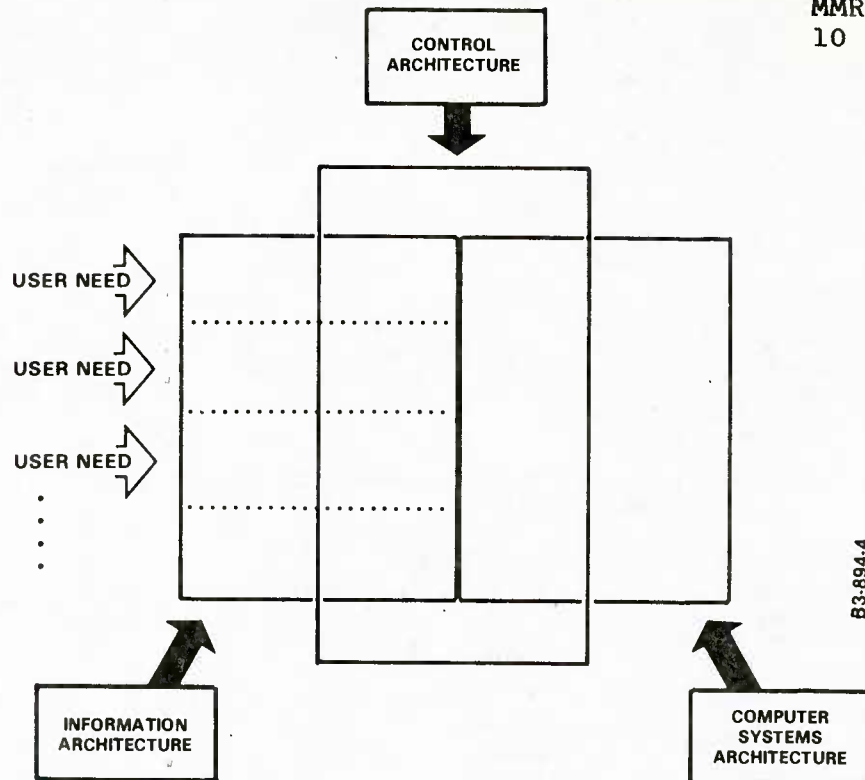 MMR
10
CONTROL
ARCHITECTURE
USER NEED
USER NEED
USER NEED
B3-894-4
INFORMATION
ARCHITECTURE
COMPUTER
SYSTEMS
ARCHITECTURE